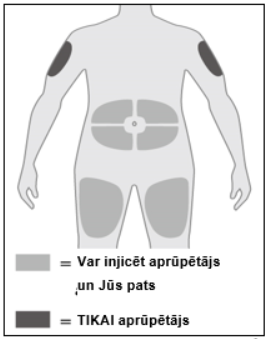 = Var injicēt aprūpētājs
un Jūs pats
= TIKAI aprūpētājs